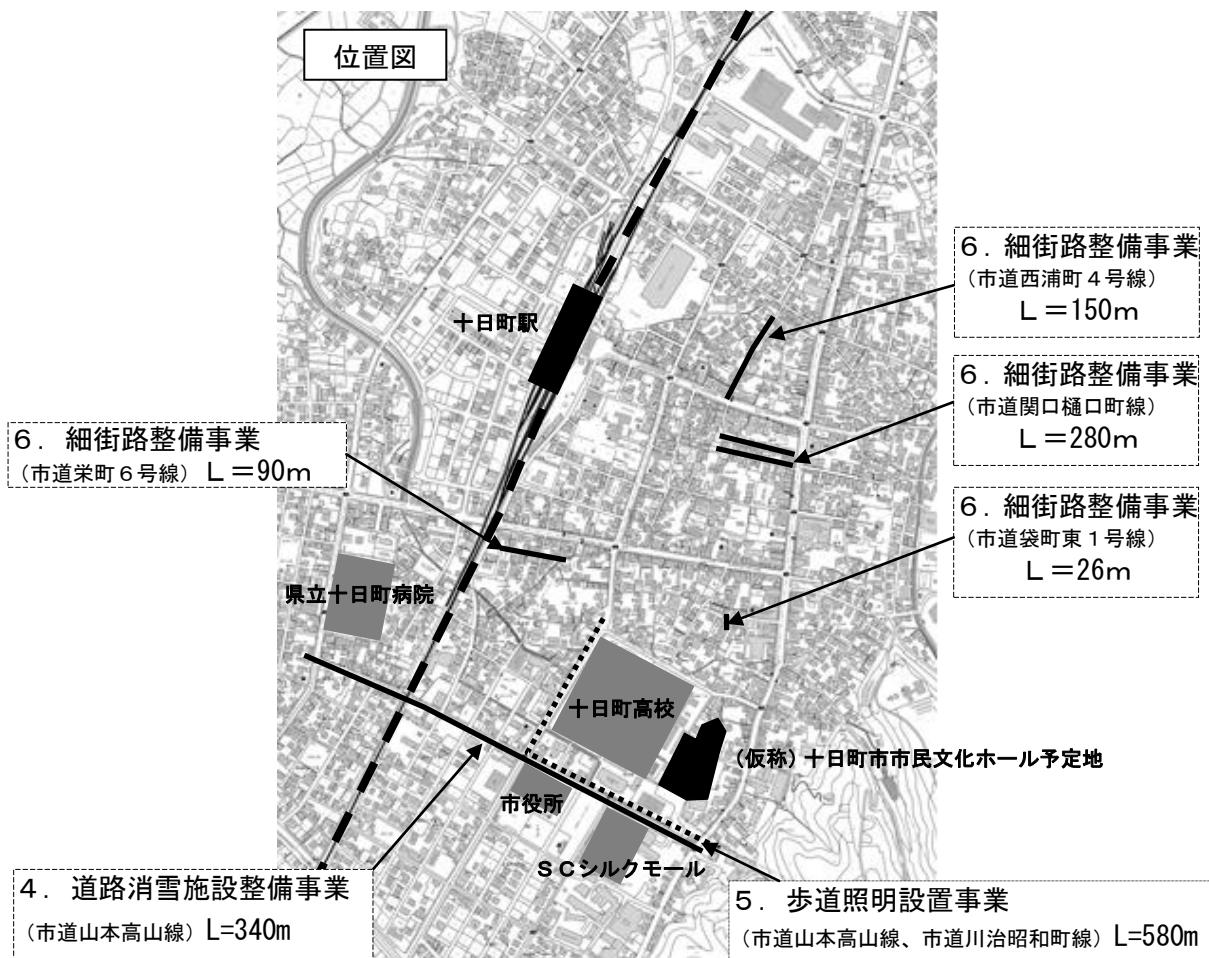 位置図
6．細街路整備事業
(市道西浦町４号線)
Ｌ＝150ｍ
十日町駅
6．細街路整備事業
(市道関口樋口町線)
Ｌ＝280ｍ
6．細街路整備事業
(市道栄町６号線) Ｌ＝90ｍ
6．細街路整備事業
(市道袋町東１号線)
Ｌ＝26ｍ
県立十日町病院
十日町高校
(仮称)十日町市市民文化ホール予定地
市役所
ＳＣシルクモール
４．道路消雪施設整備事業
(市道山本高山線) L=340m
５．歩道照明設置事業
(市道山本高山線、市道川治昭和町線) L=580m